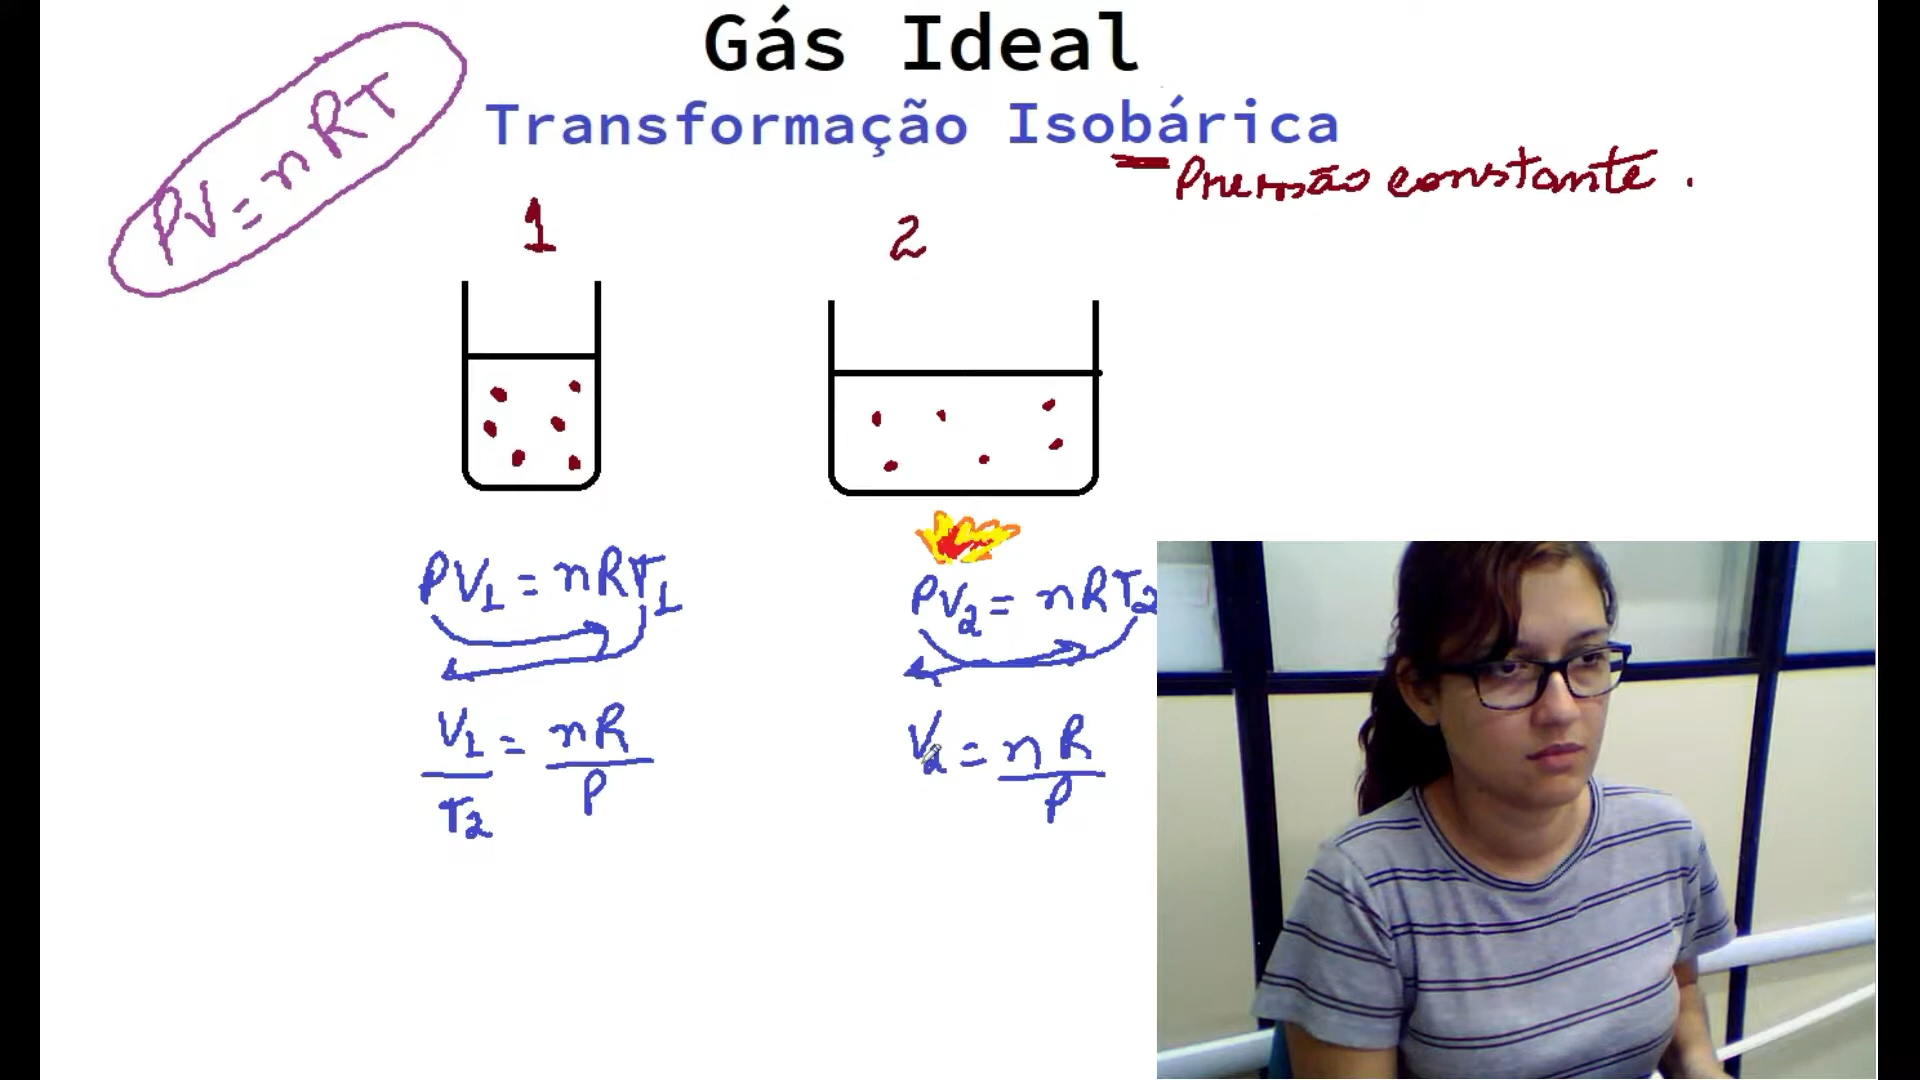 Gás Ideal
Transformação Isobárica
Pressão constante.
PV = nRT
1
2
PV₁ = nRT₁
PV₂ = nRT₂
V₁/T₂ = nR/P
V₂ = nR/P